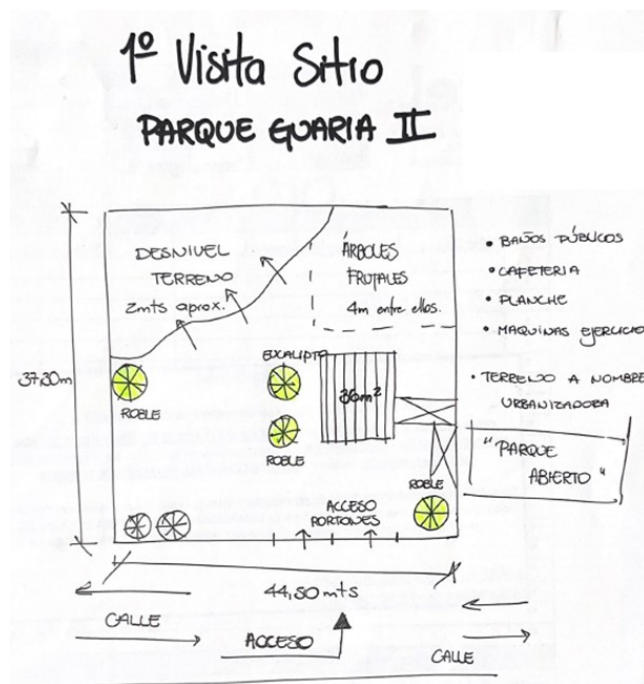 1º Visita Sitio
PARQUE GUARIA II
DESNIVEL
TERRENO
2mts aprox.
ÁRBOLES
FRUTALES
4m entre ellos.
• BAÑOS PÚBLICOS
• CAFETERIA
• PLANCHE
• MAQUINAS EJERCICIO
• TERRENO A NOMBRE
URBANIZADORA
"PARQUE
ABIERTO"
EUCALIPTO
36m²
37,80m
ROBLE
ROBLE
ROBLE
ACCESO
PORTONES
44,50 mts
CALLE
ACCESO
CALLE